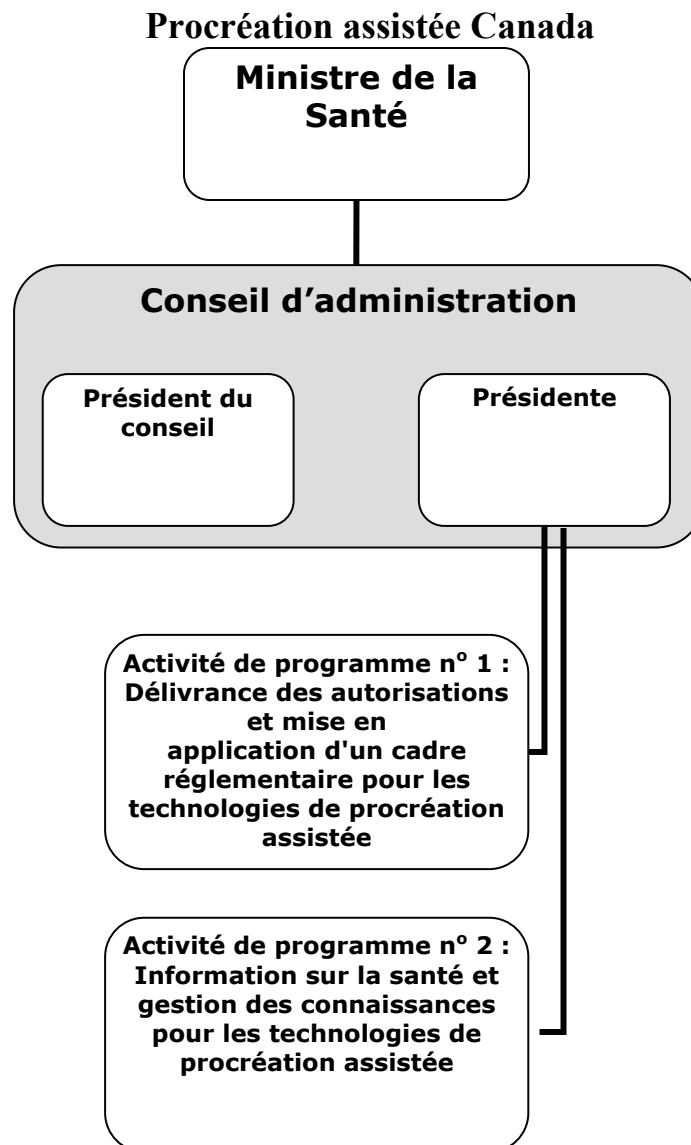 Procréation assistée Canada
Ministre de la
Santé
Conseil d’administration
Président du
conseil
Présidente
Activité de programme nº 1 :
Délivrance des autorisations
et mise en
application d'un cadre
réglementaire pour les
technologies de procréation
assistée
Activité de programme nº 2 :
Information sur la santé et
gestion des connaissances
pour les technologies de
procréation assistée